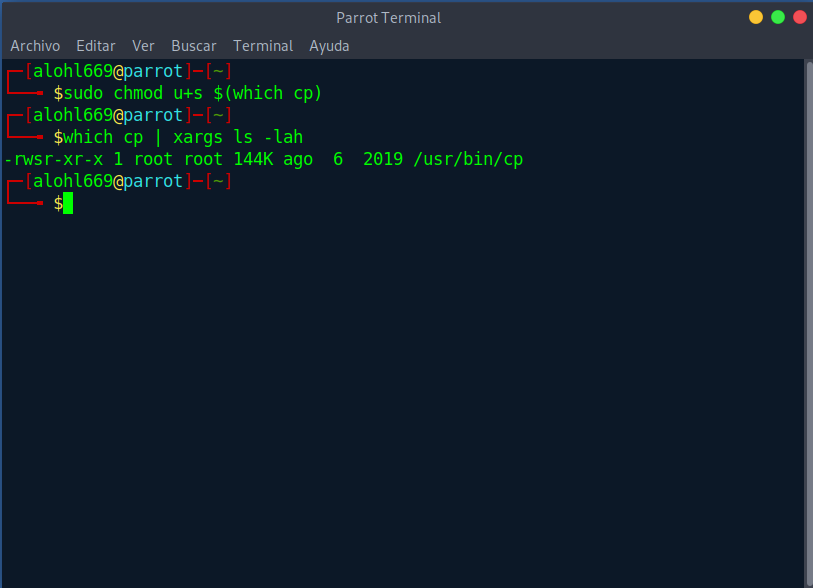 Parrot Terminal
Archivo Editar Ver Buscar Terminal Ayuda
┌─[alohl669@parrot]─[~]
└──╼ $sudo chmod u+s $(which cp)
┌─[alohl669@parrot]─[~]
└──╼ $which cp | xargs ls -lah
-rwsr-xr-x 1 root root 144K ago  6  2019 /usr/bin/cp
┌─[alohl669@parrot]─[~]
└──╼ $